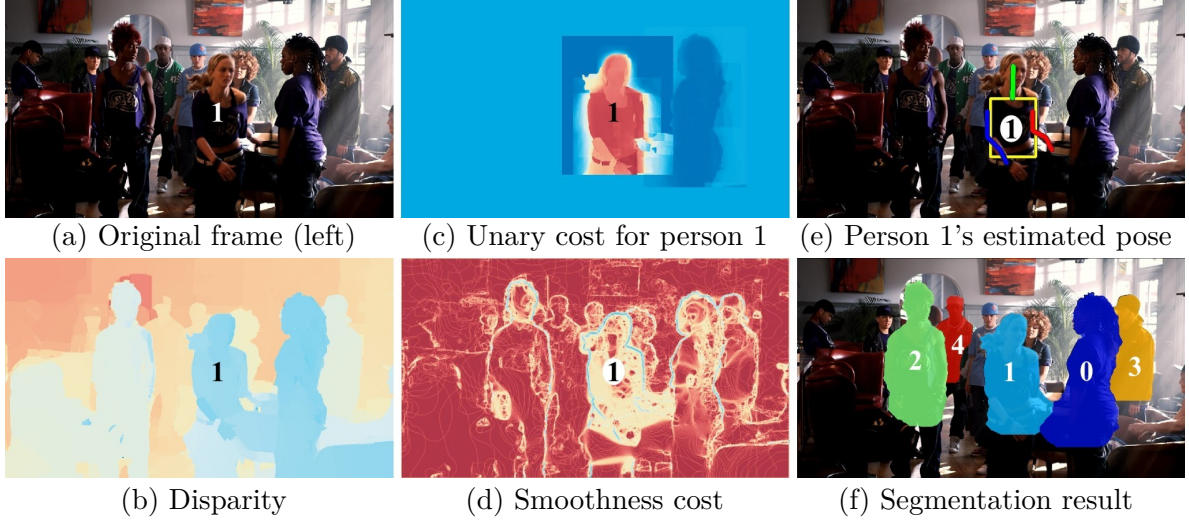 1
1
1
(a) Original frame (left)
(c) Unary cost for person 1
(e) Person 1's estimated pose
1
1
2
4
1
0
3
(b) Disparity
(d) Smoothness cost
(f) Segmentation result